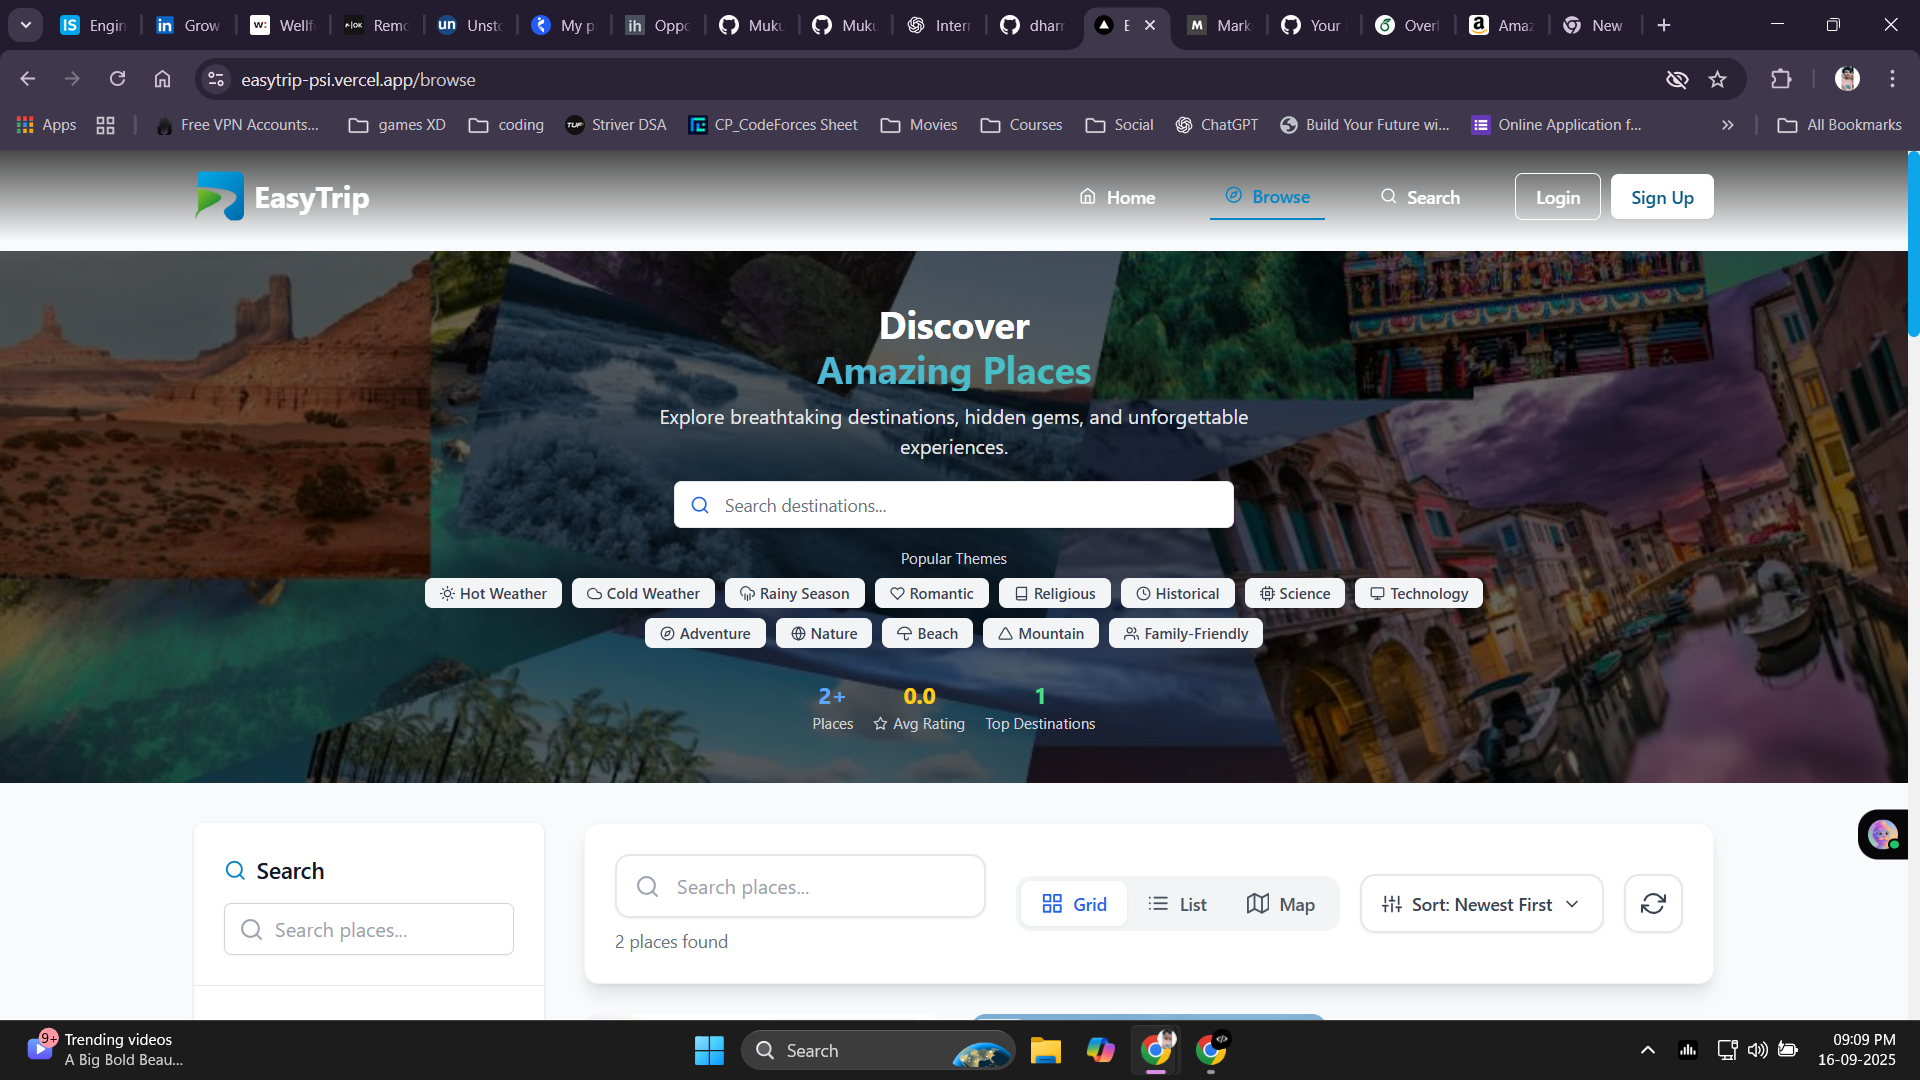 Engin
Grow
Wellf
Remo
Unsto
My p
Oppo
Muku
Muku
Intern
dharm
E
Mark
Your
Overl
Amaz
New
easytrip-psi.vercel.app/browse
Apps
Free VPN Accounts...
games XD
coding
Striver DSA
CP_CodeForces Sheet
Movies
Courses
Social
ChatGPT
Build Your Future wi...
Online Application f...
All Bookmarks
EasyTrip
Home
Browse
Search
Login
Sign Up
Discover
Amazing Places
Explore breathtaking destinations, hidden gems, and unforgettable
experiences.
Search destinations...
Popular Themes
Hot Weather
Cold Weather
Rainy Season
Romantic
Religious
Historical
Science
Technology
Adventure
Nature
Beach
Mountain
Family-Friendly
2+
0.0
1
Places
Avg Rating
Top Destinations
Search
Search places...
Search places...
2 places found
Grid
List
Map
Sort: Newest First
9+
Trending videos
A Big Bold Beau...
Search
09:09 PM
16-09-2025